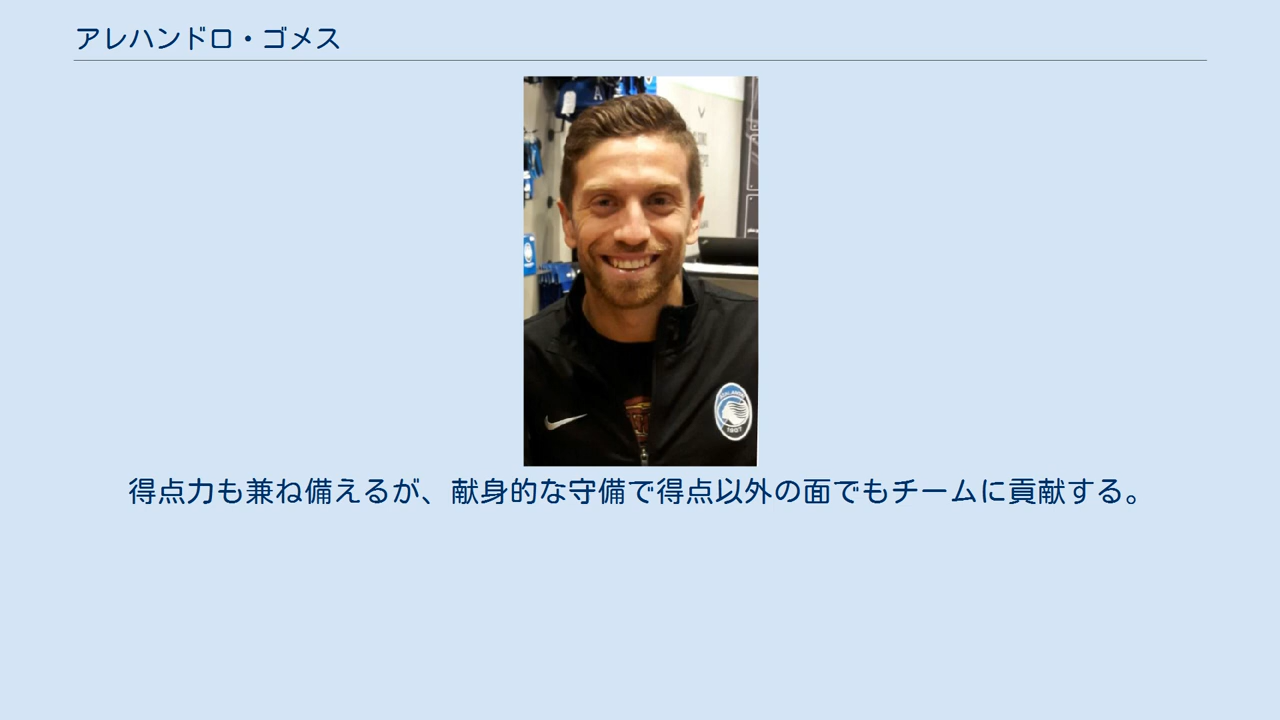 アレハンドロ・ゴメス
1907
得点力も兼ね備えるが、献身的な守備で得点以外の面でもチームに貢献する。